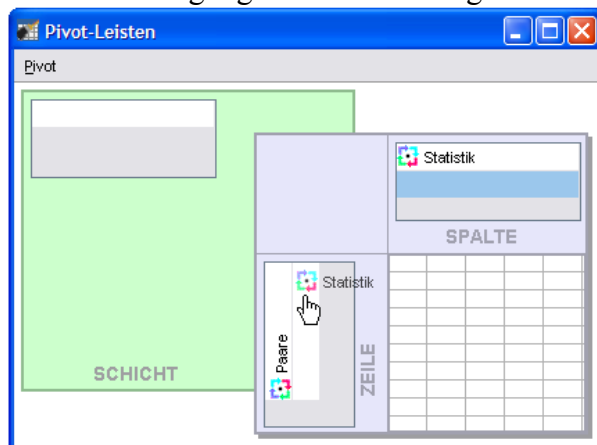 Pivot-Leisten
Pivot
Statistik
SPALTE
Statistik
Paare
ZEILE
SCHICHT